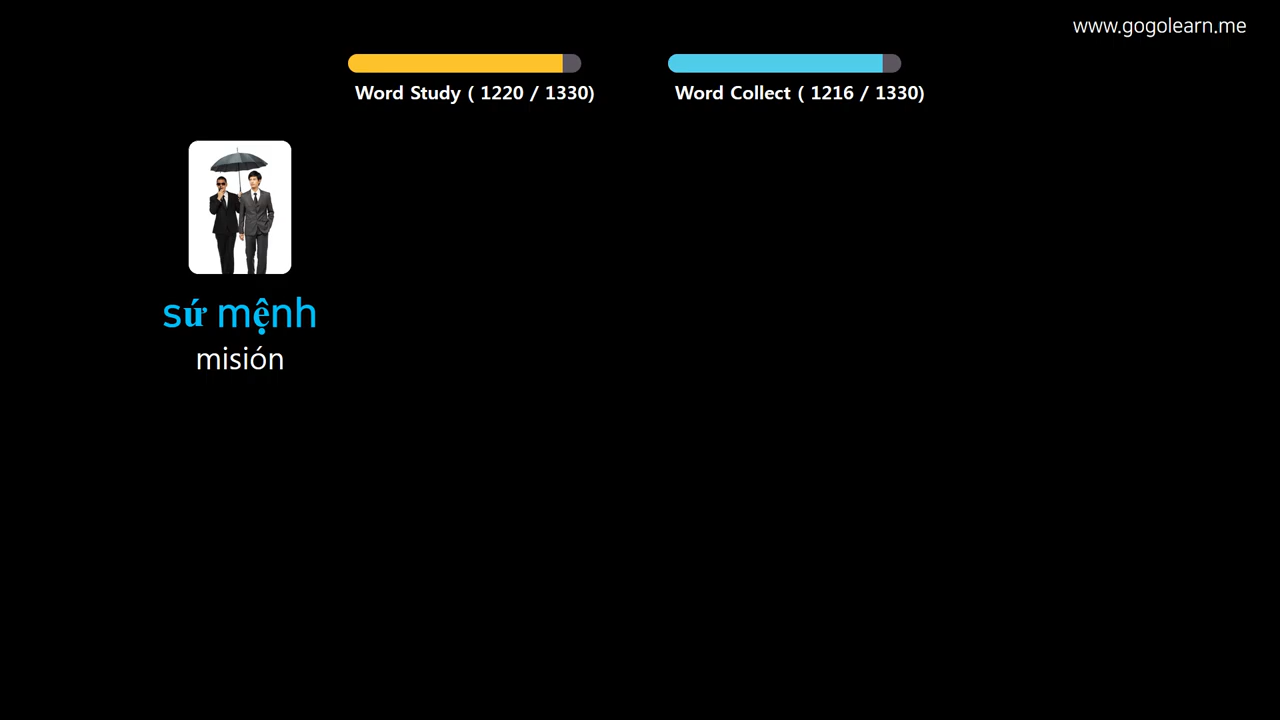 www.gogolearn.me
Word Study ( 1220 / 1330)
Word Collect ( 1216 / 1330)
sứ mệnh
misión